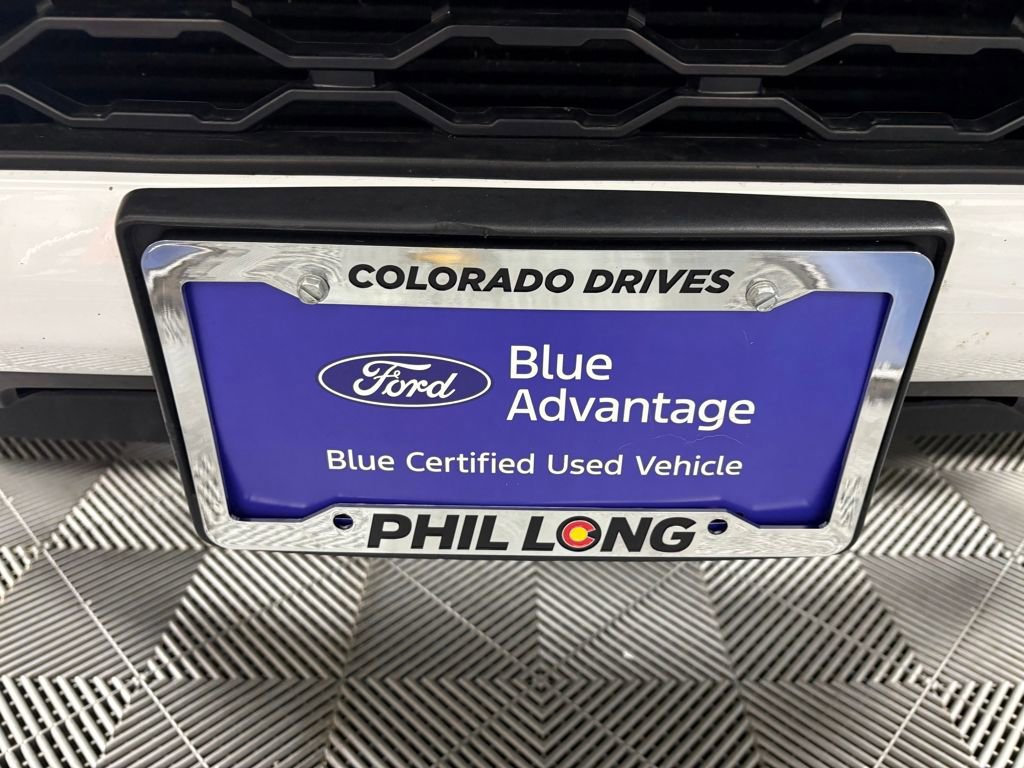 COLORADO DRIVES
Ford Blue
Advantage
Blue Certified Used Vehicle
PHIL LONG